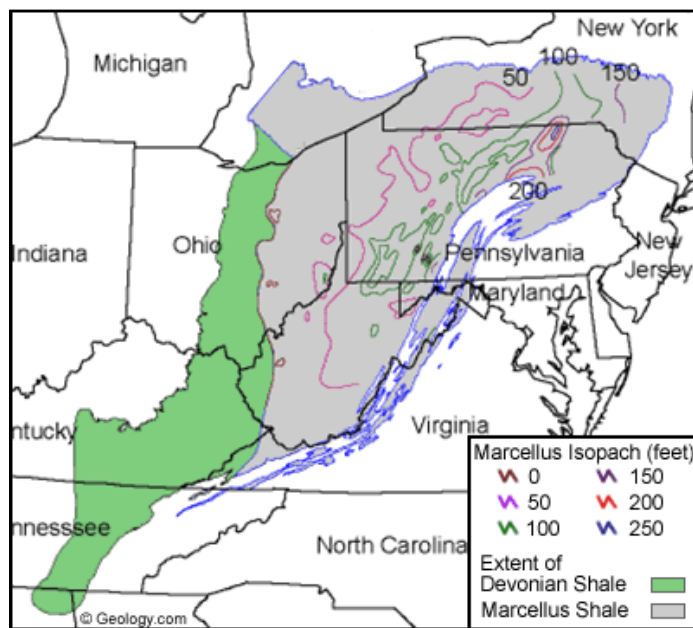 New York
Michigan
100
50
150
200
Ohio
Indiana
Pennsylvania
New
Jersey
Maryland
Virginia
ntucky
nnesssee
North Carolina
© Geology.com
Marcellus Isopach (feet)
0 150
50 200
100 250
Extent of
Devonian Shale
Marcellus Shale